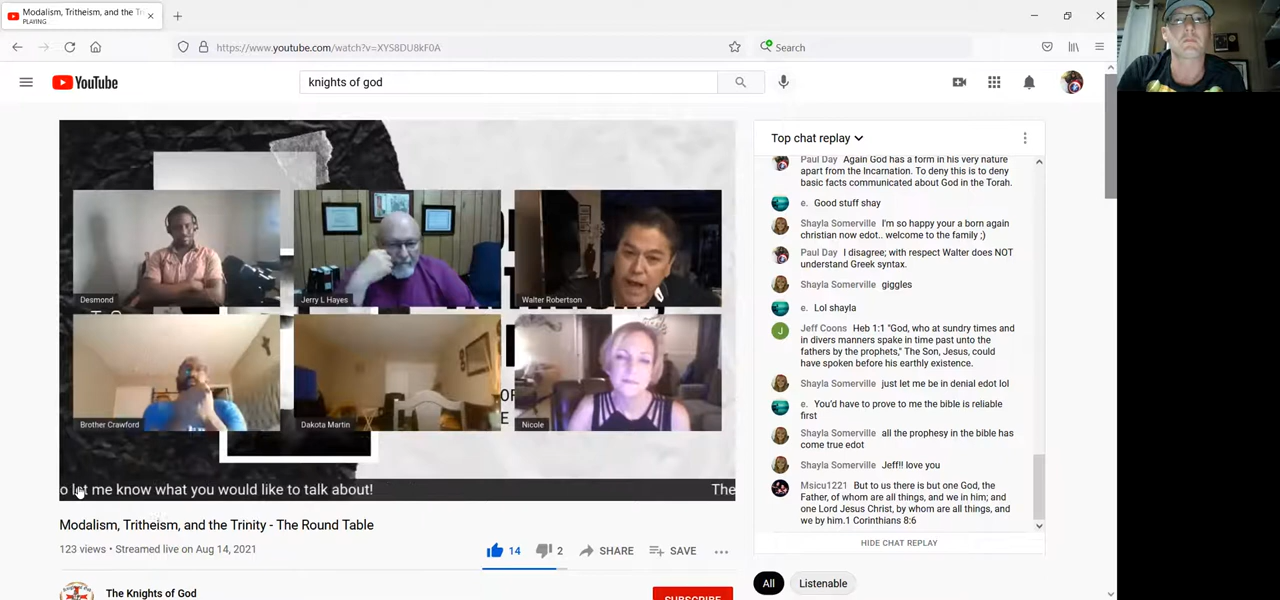 Modalism, Tritheism, and the Tr
PLAYING
https://www.youtube.com/watch?v=XYS8DU8kF0A
Search
YouTube
knights of god
Desmond
Jerry L Hayes
Walter Robertson
Brother Crawford
Dakota Martin
Nicole
o let me know what you would like to talk about!
The
Modalism, Tritheism, and the Trinity - The Round Table
123 views • Streamed live on Aug 14, 2021
14
2
SHARE
SAVE
The Knights of God
SUBSCRIBE
Top chat replay
Paul Day Again God has a form in his very nature
apart from the Incarnation. To deny this is to deny
basic facts communicated about God in the Torah.
e. Good stuff shay
Shayla Somerville I'm so happy your a born again
christian now edot.. welcome to the family ;)
Paul Day I disagree; with respect Walter does NOT
understand Greek syntax.
Shayla Somerville giggles
e. Lol shayla
J
Jeff Coons Heb 1:1 "God, who at sundry times and
in divers manners spake in time past unto the
fathers by the prophets," The Son, Jesus, could
have spoken before his earthly existence.
Shayla Somerville just let me be in denial edot lol
e. You'd have to prove to me the bible is reliable
first
Shayla Somerville all the prophesy in the bible has
come true edot
Shayla Somerville Jeff!! love you
Msicu1221 But to us there is but one God, the
Father, of whom are all things, and we in him; and
one Lord Jesus Christ, by whom are all things, and
we by him.1 Corinthians 8:6
HIDE CHAT REPLAY
All
Listenable